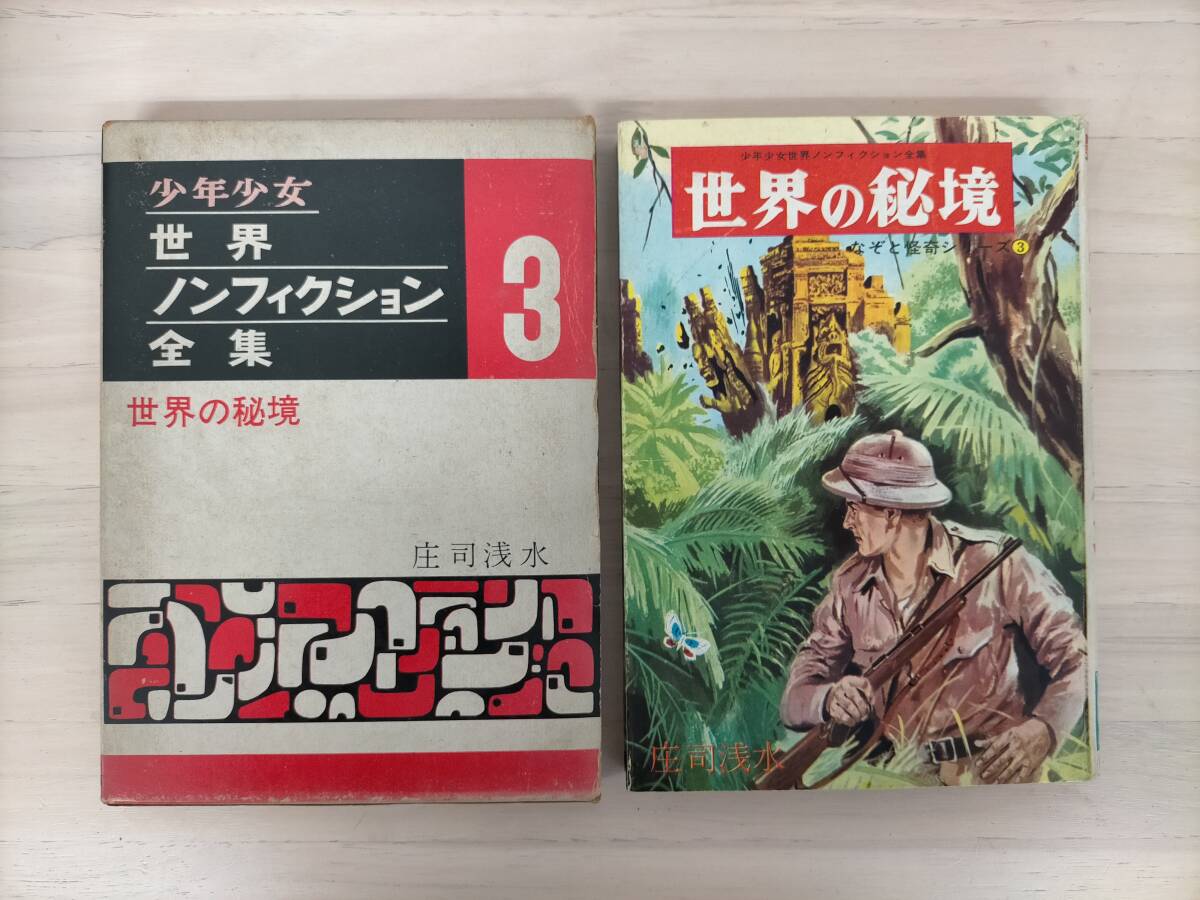 少年少女
世界
ノンフィクション
全集
3
世界の秘境
庄司浅水
少年少女世界ノンフィクション全集
世界の秘境
なぞと怪奇シリーズ3
庄司浅水